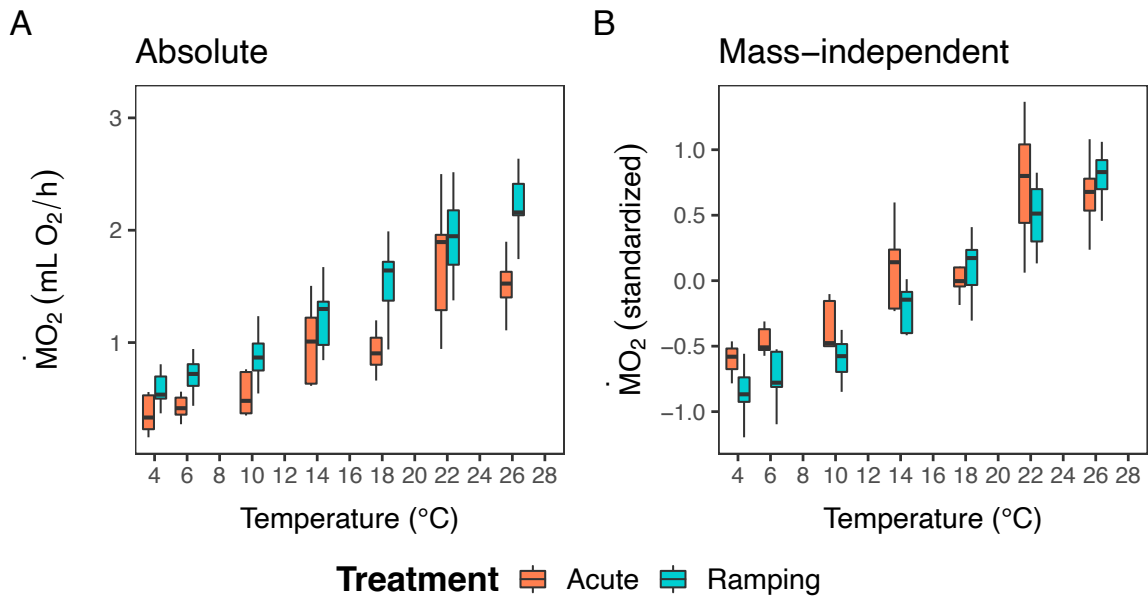 A
Absolute
ṀO₂ (mL O₂/h)
3
2
1
4 6 8 10 12 14 16 18 20 22 24 26 28
Temperature (°C)
B
Mass−independent
ṀO₂ (standardized)
1.0
0.5
0.0
−0.5
−1.0
4 6 8 10 12 14 16 18 20 22 24 26 28
Temperature (°C)
Treatment Acute Ramping